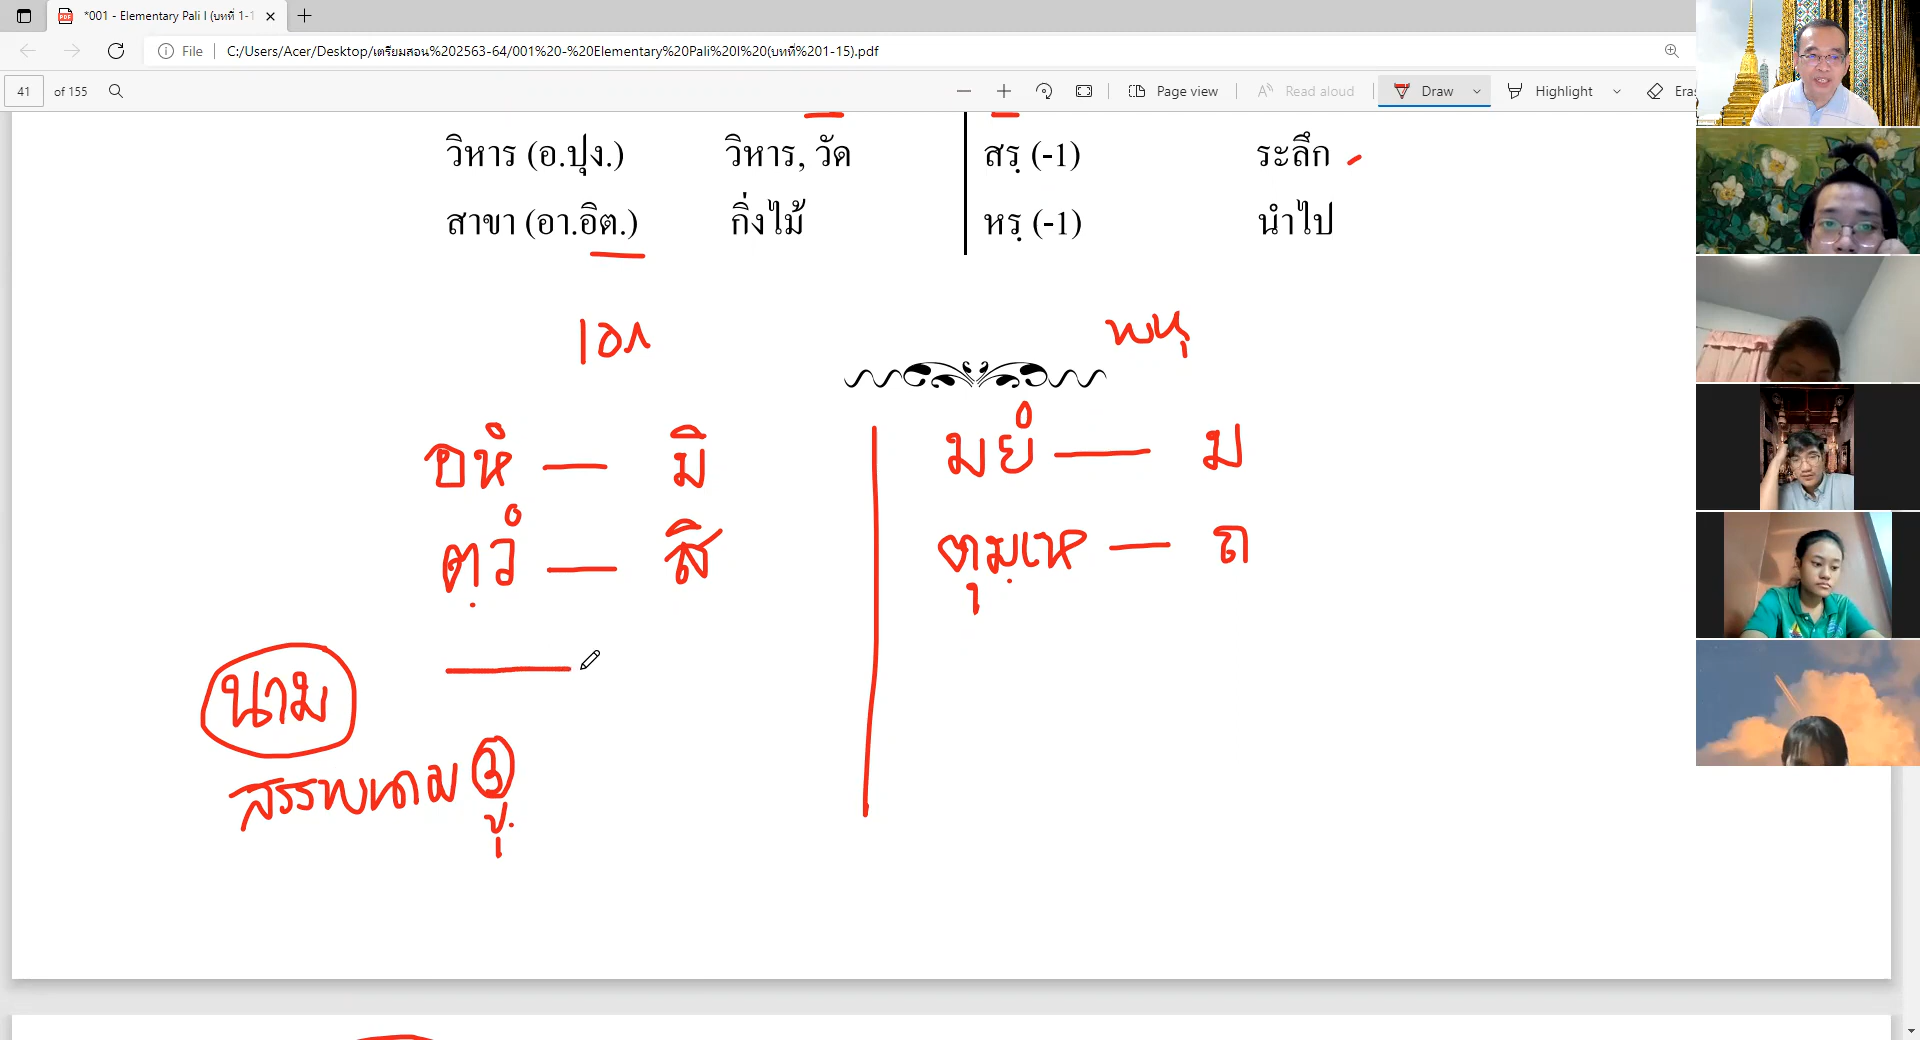 *001 - Elementary Pali I (บทที่ 1-1
File C:/Users/Acer/Desktop/เตรียมสอน%202563-64/001%20-%20Elementary%20Pali%20I%20(บทที่%201-15).pdf
41 of 155 Page view Read aloud Draw Highlight Eras
วิหาร (อ.ปุง.) วิหาร, วัด สรฺ (-1) ระลึก
สาขา (อา.อิต.) กิ่งไม้ หรฺ (-1) นำไป
เอก พหุ
อหํ — มิ มยํ — ม
ตฺวํ — สิ ตุมฺเห — ถ
นาม
สรรพนาม